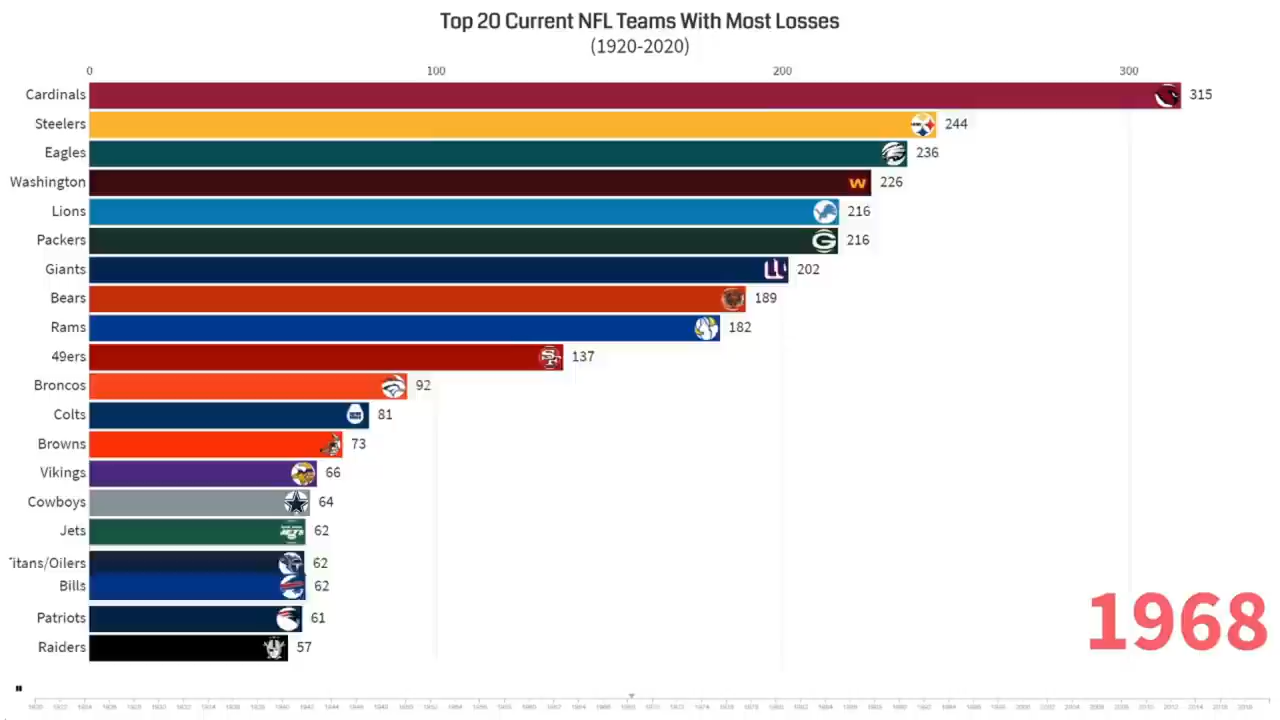 Top 20 Current NFL Teams With Most Losses
(1920-2020)
0 100 200 300
Cardinals 315
Steelers 244
Eagles 236
Washington W 226
Lions 216
Packers G 216
Giants 202
Bears 189
Rams 182
49ers SF 137
Broncos 92
Colts 81
Browns 73
Vikings 66
Cowboys 64
Jets JETS 62
Titans/Oilers 62
Bills 62
Patriots 61
Raiders 57
1968